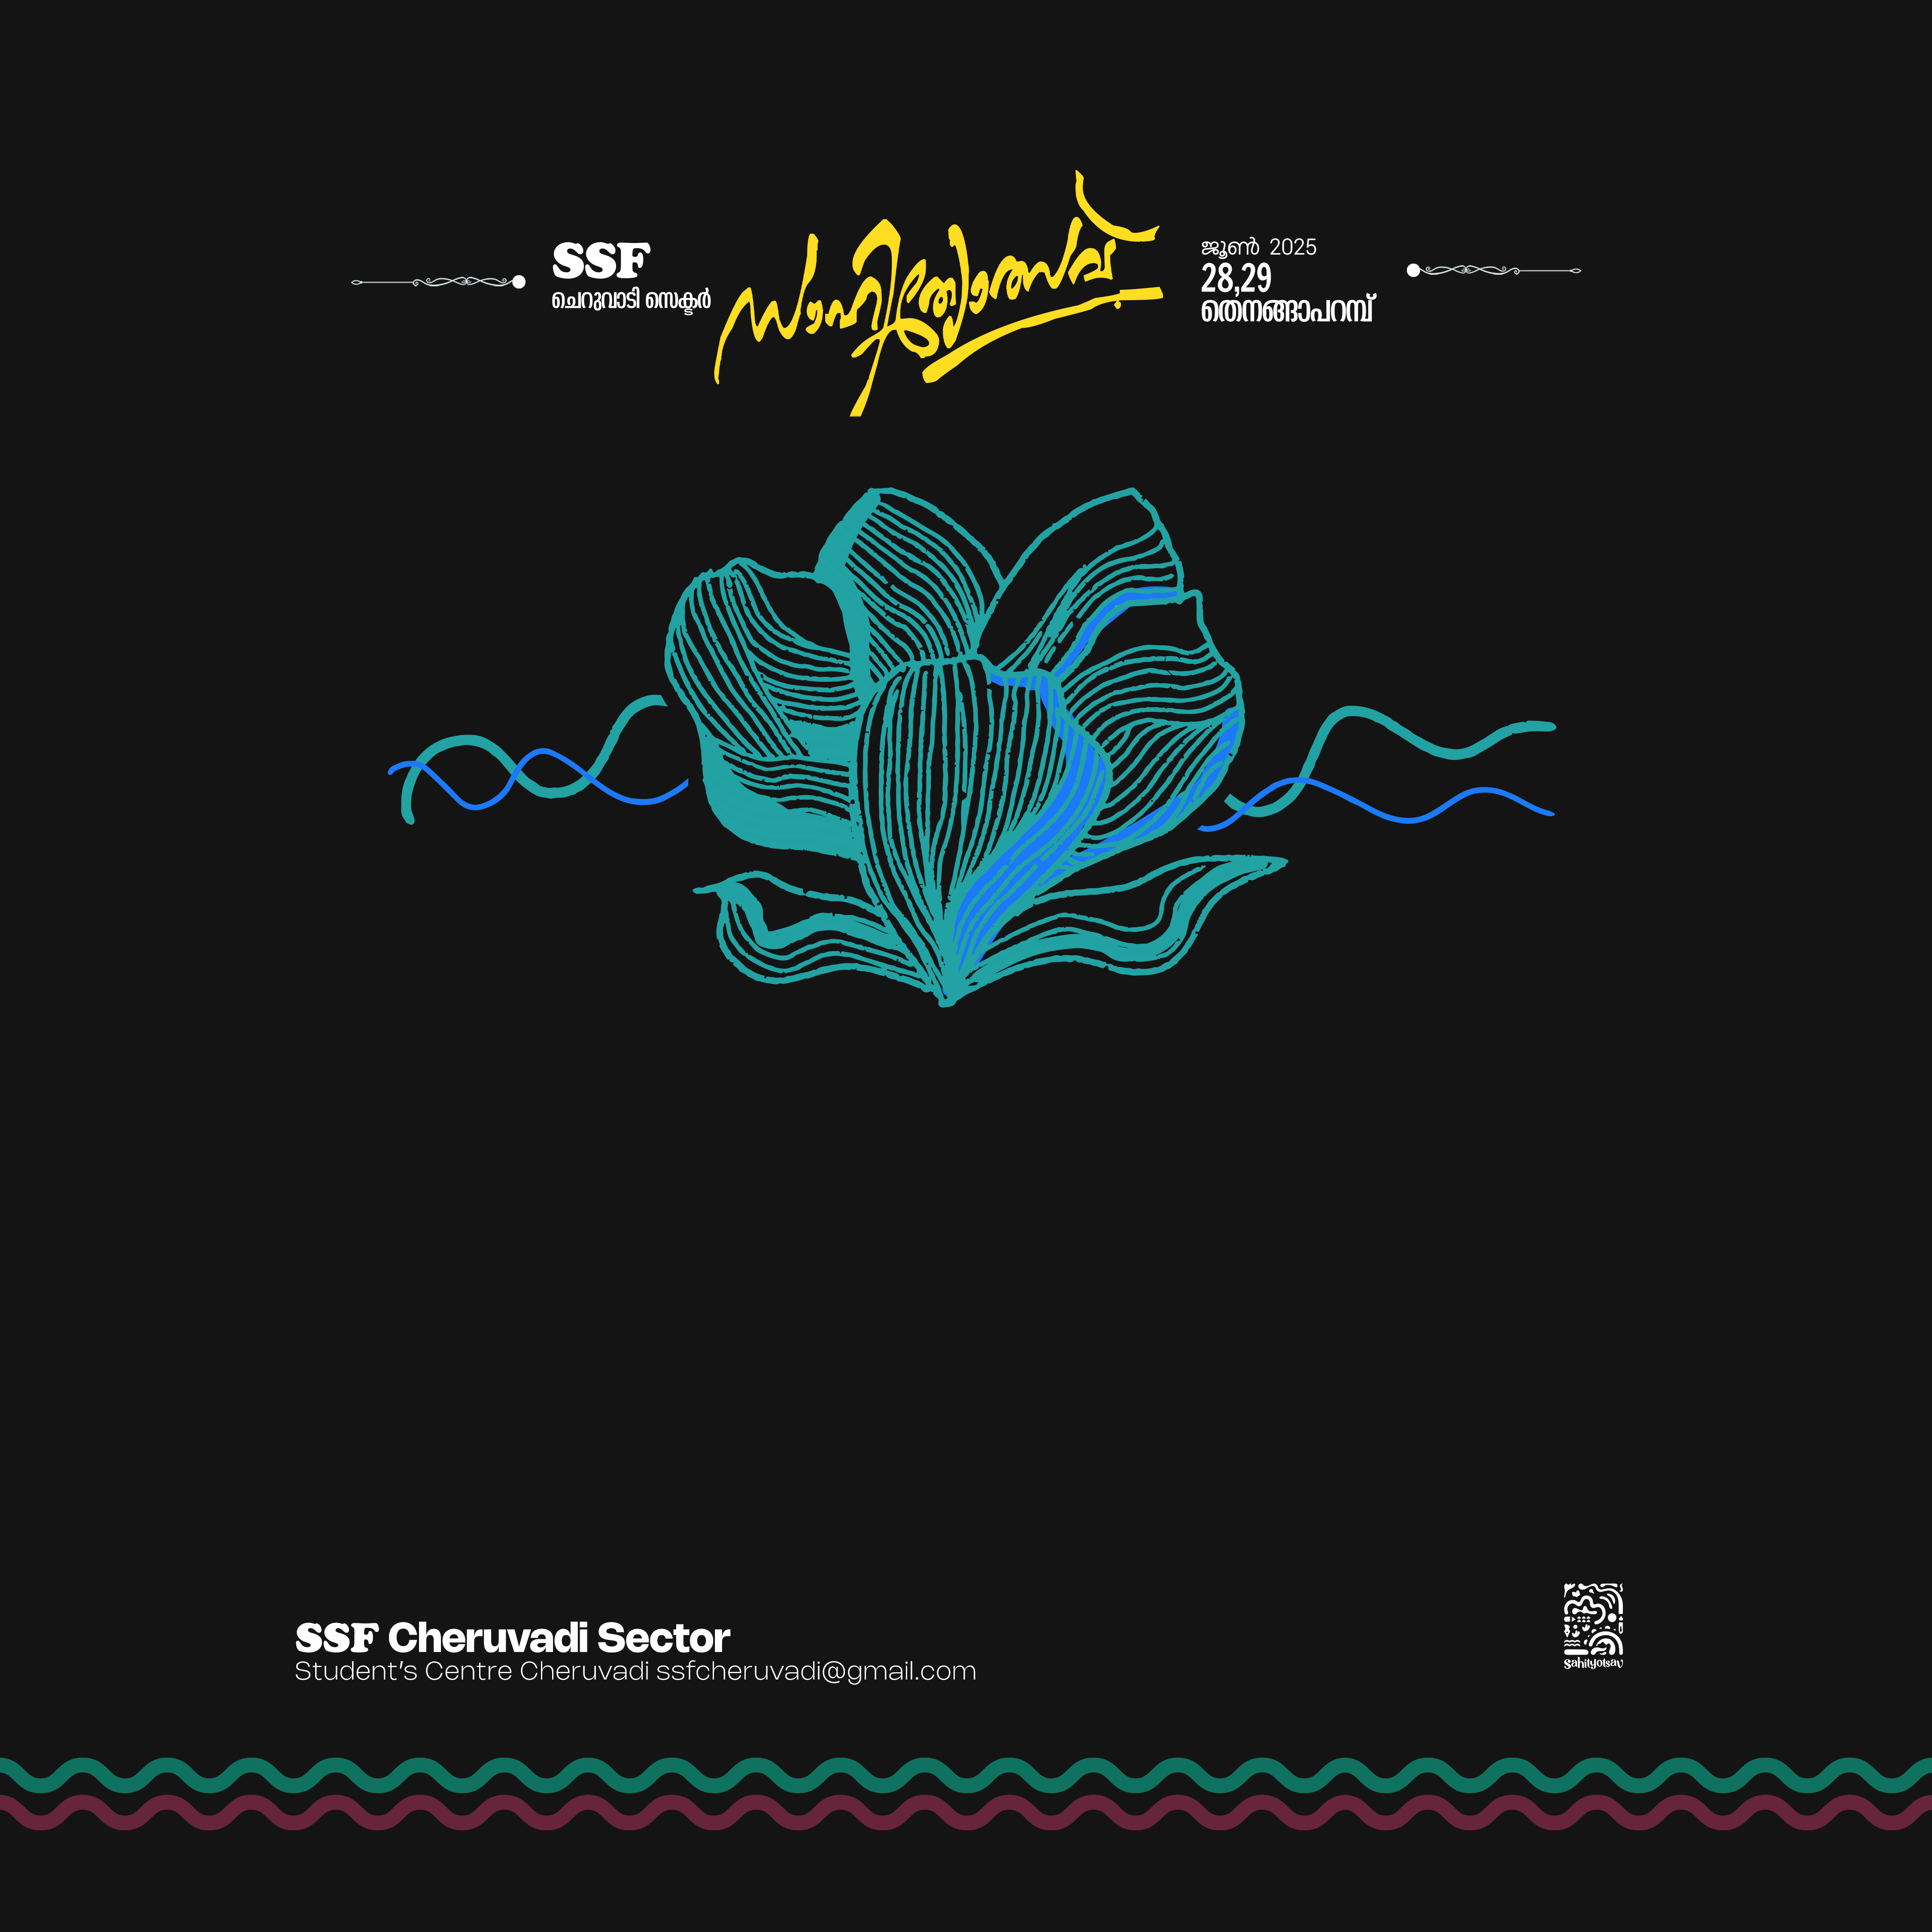 SSF
ചെറുവാടി സെക്ടർ
സാഹിത്യോത്സവ്
ജൂൺ 2025
28,29
തെനങ്ങാപറമ്പ്
SSF Cheruvadi Sector
Student's Centre Cheruvadi ssfcheruvadi@gmail.com
Sahityotsav